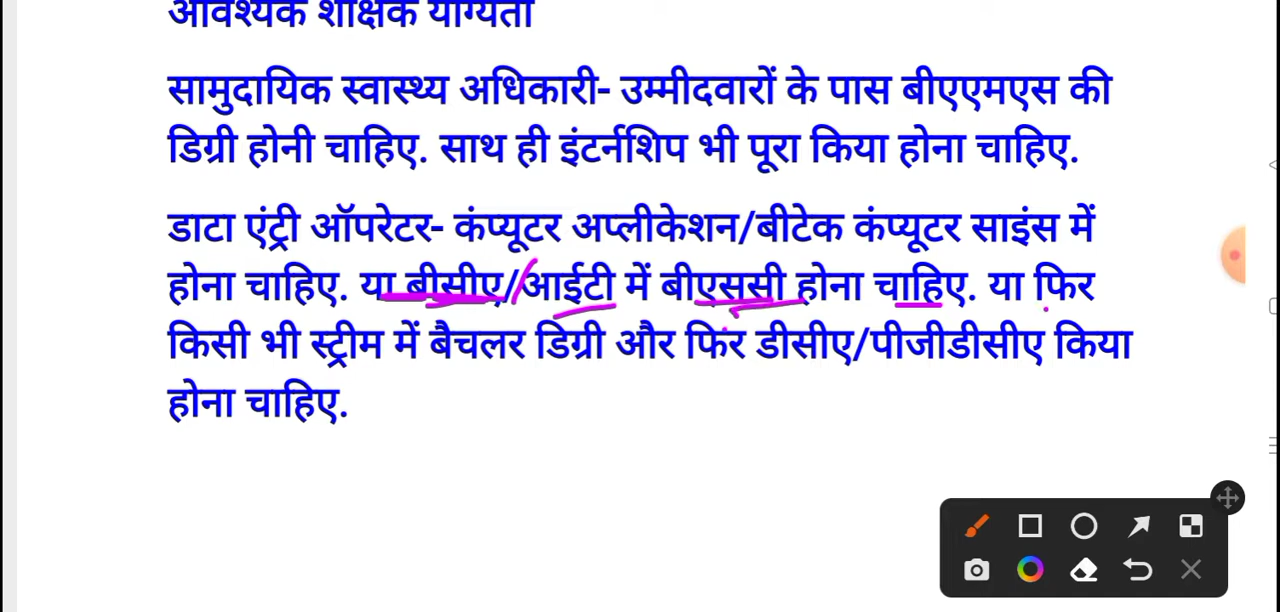 आवश्यक शैक्षिक योग्यता
सामुदायिक स्वास्थ्य अधिकारी- उम्मीदवारों के पास बीएएमएस की
डिग्री होनी चाहिए. साथ ही इंटर्नशिप भी पूरा किया होना चाहिए.
डाटा एंट्री ऑपरेटर- कंप्यूटर अप्लीकेशन/बीटेक कंप्यूटर साइंस में
होना चाहिए. या बीसीए/आईटी में बीएससी होना चाहिए. या फिर
किसी भी स्ट्रीम में बैचलर डिग्री और फिर डीसीए/पीजीडीसीए किया
होना चाहिए.